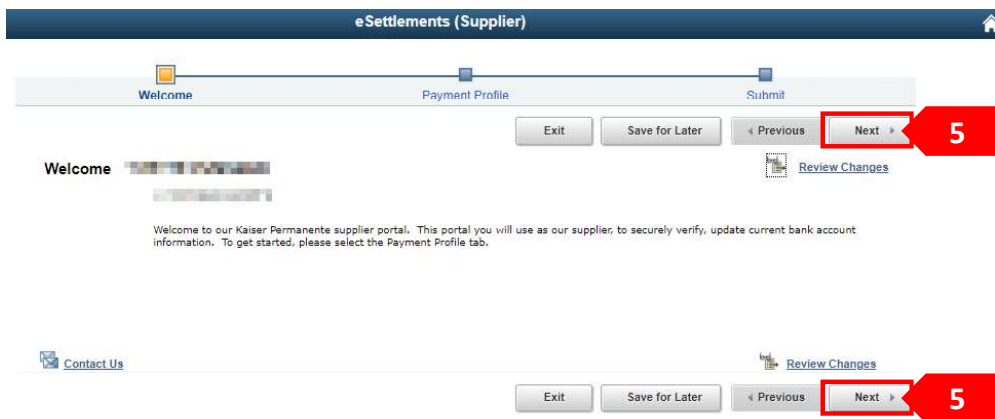 eSettlements (Supplier)
Welcome
Payment Profile
Submit
Exit
Save for Later
Previous
Next
5
Welcome
Review Changes
Welcome to our Kaiser Permanente supplier portal. This portal you will use as our supplier, to securely verify, update current bank account
information. To get started, please select the Payment Profile tab.
Contact Us
Review Changes
Exit
Save for Later
Previous
Next
5